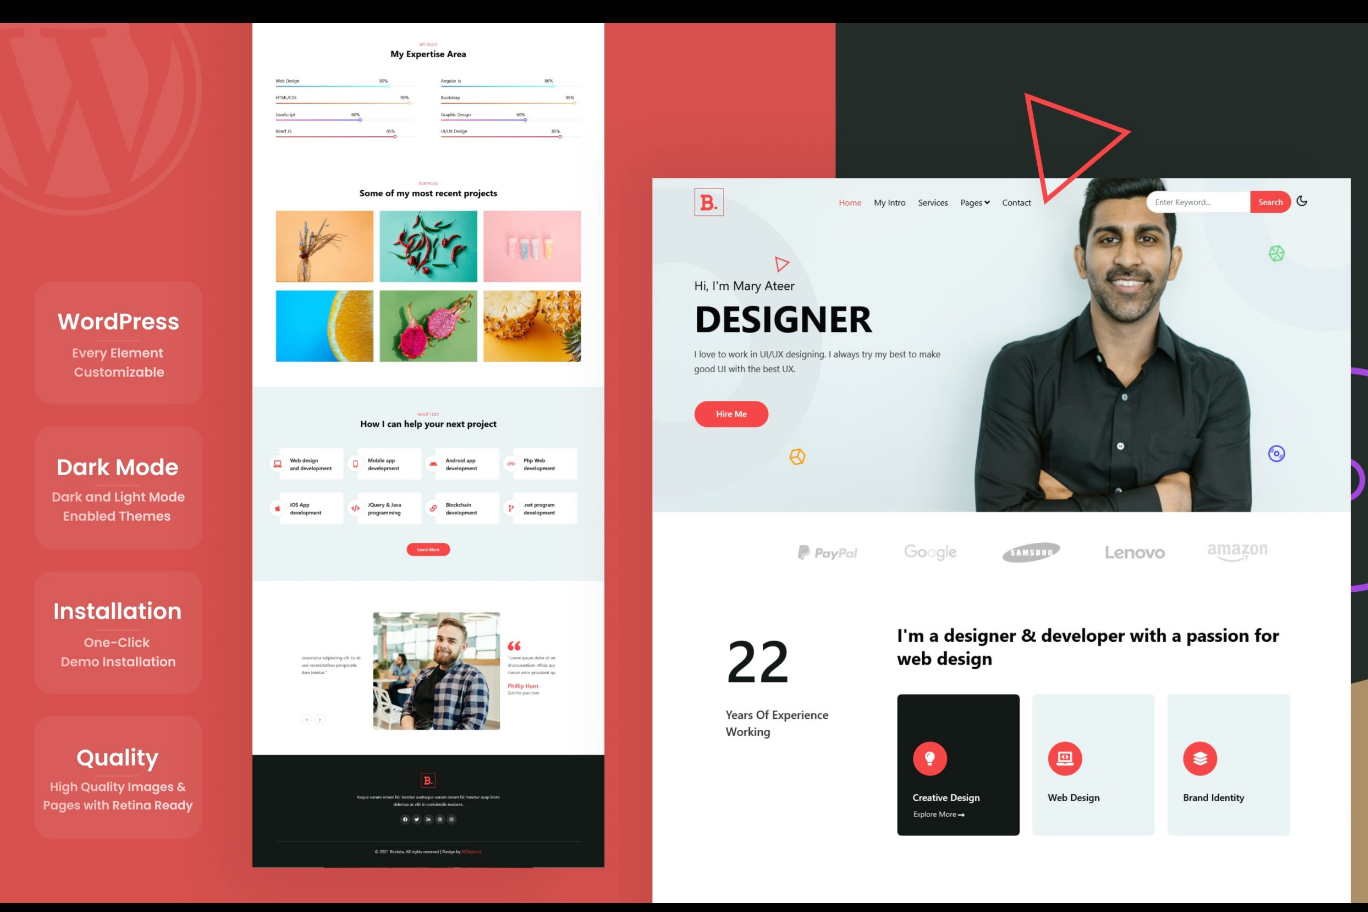 WordPress
Every Element
Customizable
Dark Mode
Dark and Light Mode
Enabled Themes
Installation
One-Click
Demo Installation
Quality
High Quality Images &
Pages with Retina Ready
My Expertise Area
Web Design
Angular Js
HTML/CSS 95%
Bootstrap 95%
JavaScript 60%
Graphic Design 60%
React JS 85%
UI/UX Design 85%
PORTFOLIO
Some of my most recent projects
WHAT I DO?
How I can help your next project
Web design
and development
Mobile app
development
Android app
development
Php Web
development
iOS App
development
JQuery & Java
programming
Blockchain
development
.net program
development
Learn More
Phillip Hunt
B.
© 2021 All rights reserved | Design by
B.
Home My Intro Services Pages Contact
Enter Keyword... Search
Hi, I'm Mary Ateer
DESIGNER
I love to work in UI/UX designing. I always try my best to make
good UI with the best UX.
Hire Me
PayPal Google SAMSUNG Lenovo amazon
22
Years Of Experience
Working
I'm a designer & developer with a passion for
web design
Creative Design
Explore More
Web Design
Brand Identity